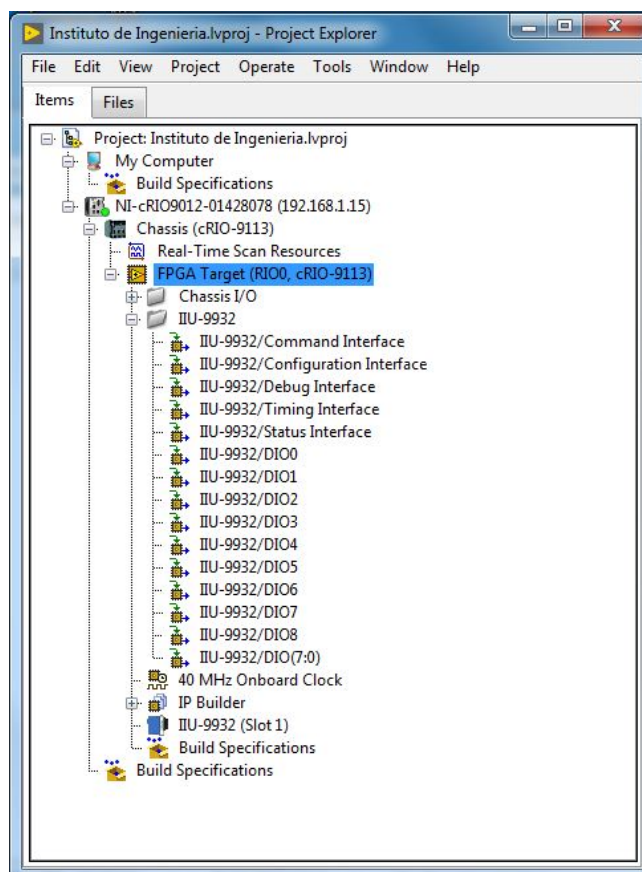 Instituto de Ingenieria.lvproj - Project Explorer
File Edit View Project Operate Tools Window Help
Items Files
Project: Instituto de Ingenieria.lvproj
My Computer
Build Specifications
NI-cRIO9012-01428078 (192.168.1.15)
Chassis (cRIO-9113)
Real-Time Scan Resources
FPGA Target (RIO0, cRIO-9113)
Chassis I/O
IIU-9932
IIU-9932/Command Interface
IIU-9932/Configuration Interface
IIU-9932/Debug Interface
IIU-9932/Timing Interface
IIU-9932/Status Interface
IIU-9932/DIO0
IIU-9932/DIO1
IIU-9932/DIO2
IIU-9932/DIO3
IIU-9932/DIO4
IIU-9932/DIO5
IIU-9932/DIO6
IIU-9932/DIO7
IIU-9932/DIO8
IIU-9932/DIO(7:0)
40 MHz Onboard Clock
IP Builder
IIU-9932 (Slot 1)
Build Specifications
Build Specifications